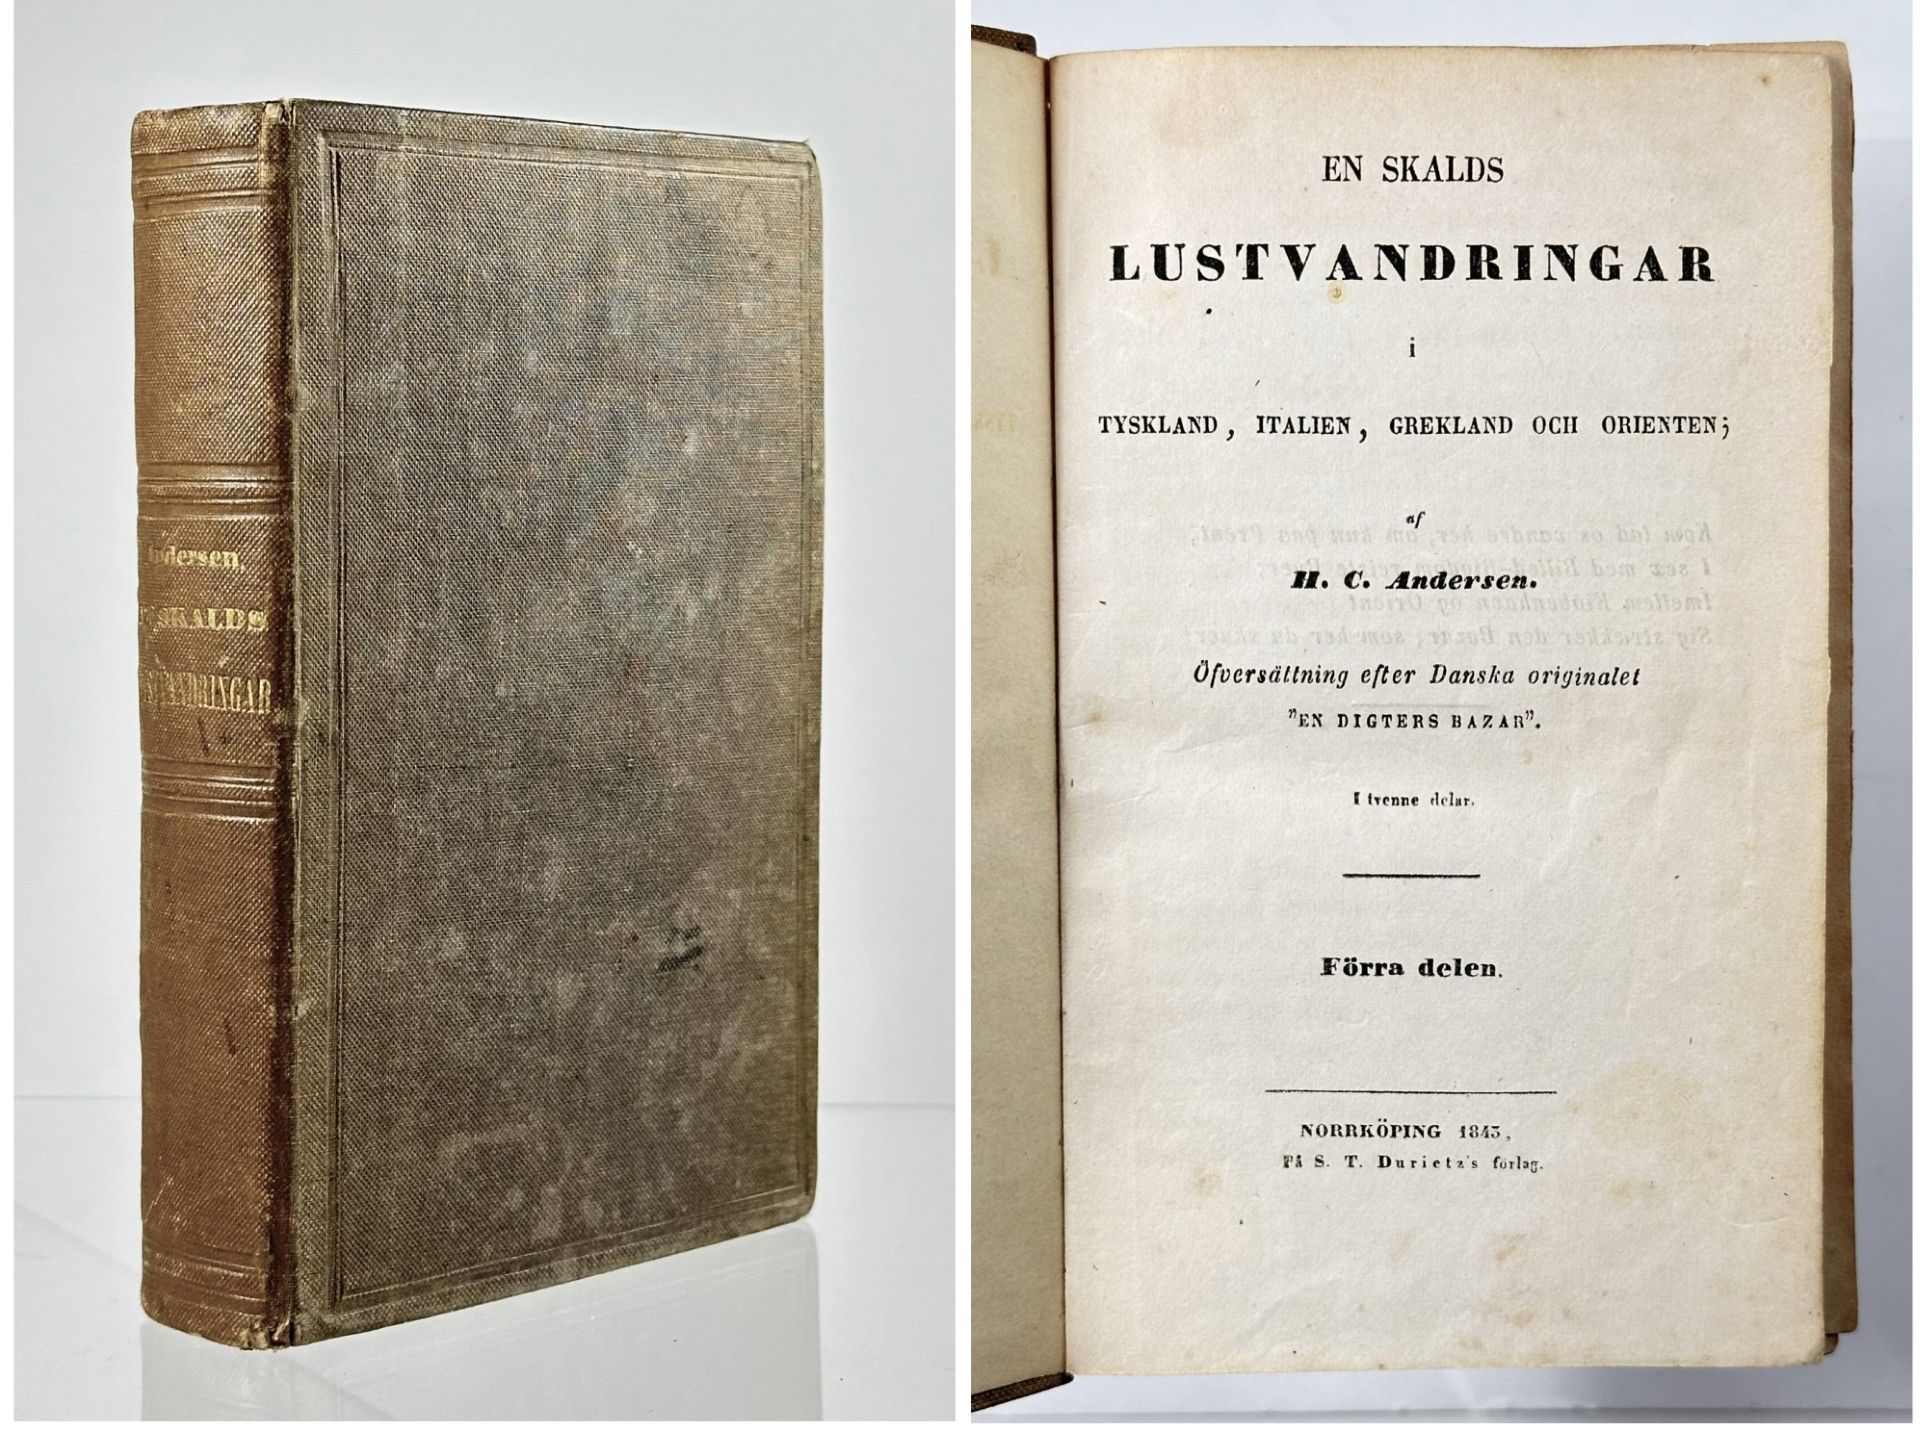 Andersen,
SKALDS
EN SKALDS
LUSTVANDRINGAR
i
TYSKLAND, ITALIEN, GREKLAND OCH ORIENTEN;
af
H. C. Andersen.
Öfversättning efter Danska originalet
"EN DIGTERS BAZAR".
I tvenne delar.
Förra delen.
NORRKÖPING 1843,
På S. T. Durietz's förlag.